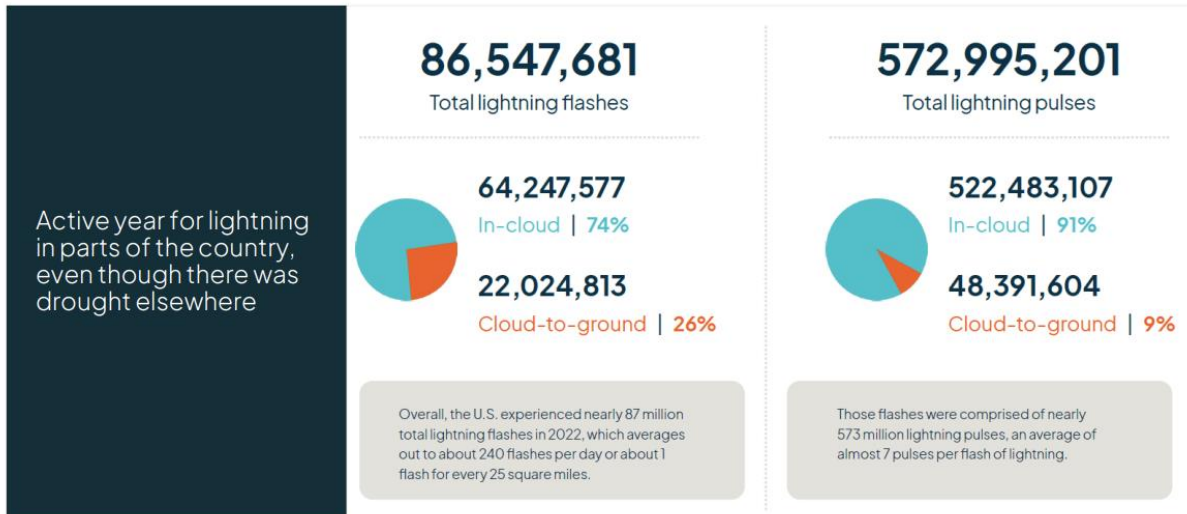 Active year for lightning
in parts of the country,
even though there was
drought elsewhere
86,547,681
Total lightning flashes
64,247,577
In-cloud | 74%
22,024,813
Cloud-to-ground | 26%
Overall, the U.S. experienced nearly 87 million
total lightning flashes in 2022, which averages
out to about 240 flashes per day or about 1
flash for every 25 square miles.
572,995,201
Total lightning pulses
522,483,107
In-cloud | 91%
48,391,604
Cloud-to-ground | 9%
Those flashes were comprised of nearly
573 million lightning pulses, an average of
almost 7 pulses per flash of lightning.